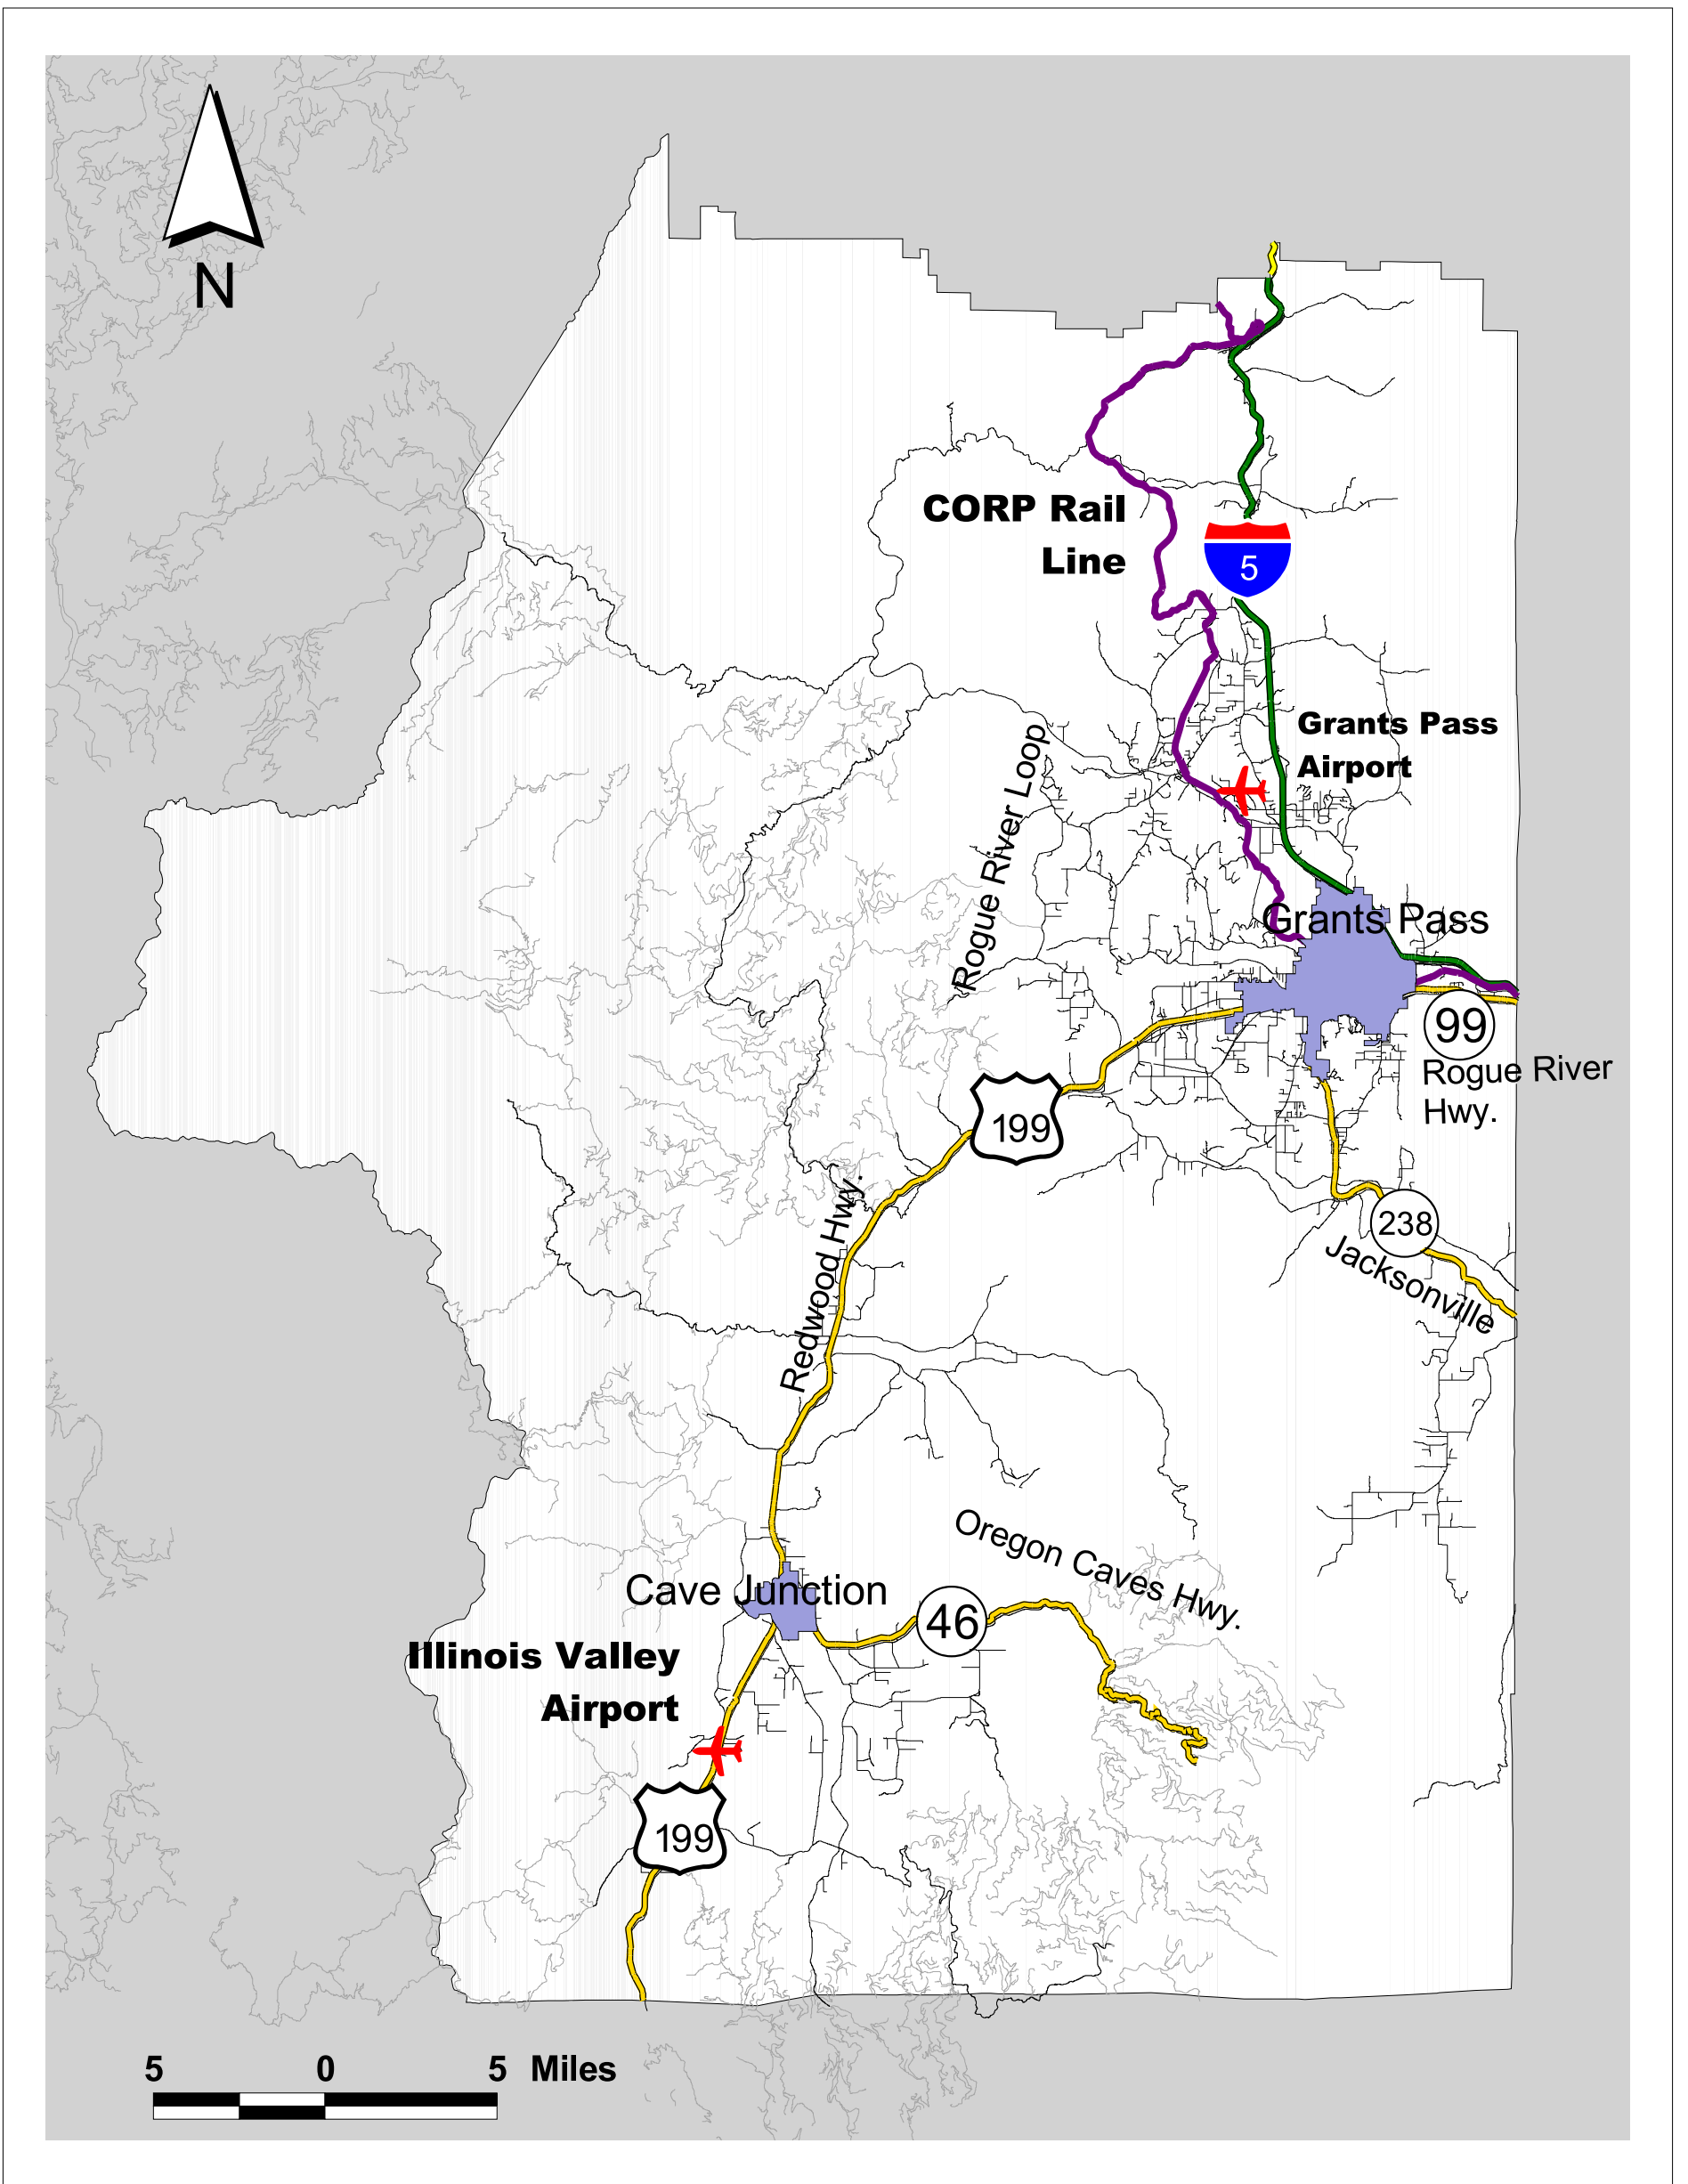 N
CORP Rail
Line
5
Grants Pass
Airport
Rogue River Loop
Grants Pass
99
Rogue River
Hwy.
199
Redwood Hwy.
238
Jacksonville
Oregon Caves Hwy.
Cave Junction
46
Illinois Valley
Airport
199
5 0 5 Miles